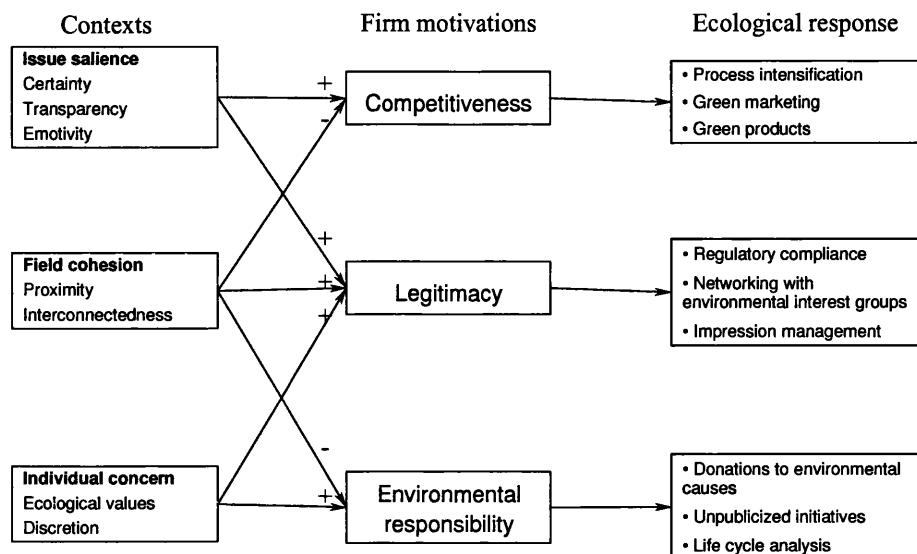 Contexts
Firm motivations
Ecological response
Issue salience
Certainty
Transparency
Emotivity
+
-
Competitiveness
• Process intensification
• Green marketing
• Green products
Field cohesion
Proximity
Interconnectedness
+
+
+
Legitimacy
• Regulatory compliance
• Networking with
environmental interest groups
• Impression management
Individual concern
Ecological values
Discretion
-
+
Environmental
responsibility
• Donations to environmental
causes
• Unpublicized initiatives
• Life cycle analysis